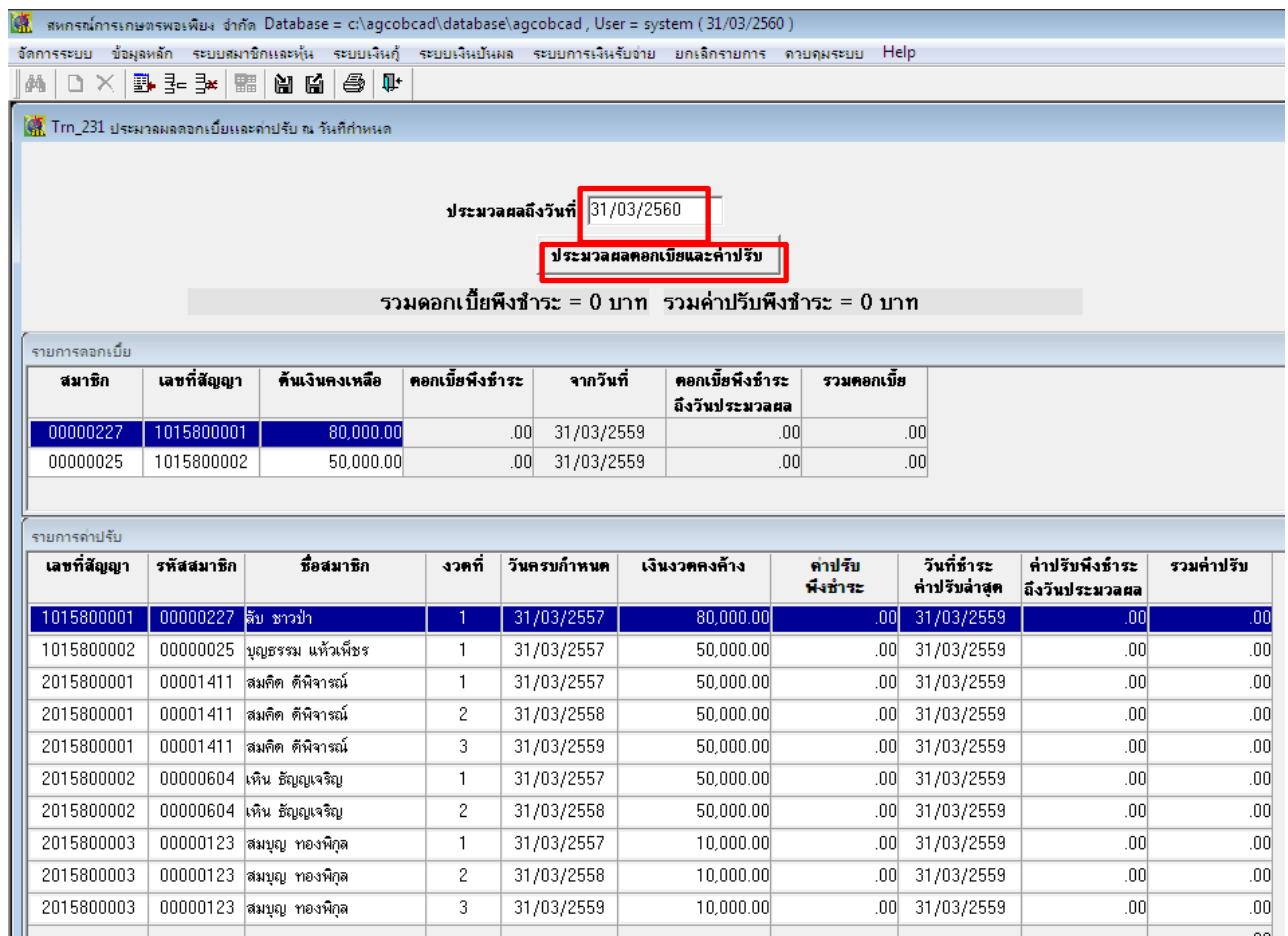 สหกรณ์การเกษตรพอเพียง จำกัด Database = c:\agcobcad\database\agcobcad , User = system ( 31/03/2560 )
จัดการระบบ ข้อมูลหลัก ระบบสมาชิกและหุ้น ระบบเงินกู้ ระบบเงินปันผล ระบบการเงินรับจ่าย ยกเลิกรายการ ควบคุมระบบ Help
Trn_231 ประมวลผลดอกเบี้ยและค่าปรับ ณ วันที่กำหนด
ประมวลผลถึงวันที่ 31/03/2560
ประมวลผลดอกเบี้ยและค่าปรับ
รวมดอกเบี้ยพึงชำระ = 0 บาท รวมค่าปรับพึงชำระ = 0 บาท
รายการดอกเบี้ย
สมาชิก เลขที่สัญญา ต้นเงินคงเหลือ ดอกเบี้ยพึงชำระ จากวันที่ ดอกเบี้ยพึงชำระ รวมดอกเบี้ย
ถึงวันประมวลผล
00000227 1015800001 80,000.00 .00 31/03/2559 .00 .00
00000025 1015800002 50,000.00 .00 31/03/2559 .00 .00
รายการค่าปรับ
เลขที่สัญญา รหัสสมาชิก ชื่อสมาชิก งวดที่ วันครบกำหนด เงินงวดคงค้าง ค่าปรับ วันที่ชำระ ค่าปรับพึงชำระ รวมค่าปรับ
พึงชำระ ค่าปรับล่าสุด ถึงวันประมวลผล
1015800001 00000227 ลับ ชาวป่า 1 31/03/2557 80,000.00 .00 31/03/2559 .00 .00
1015800002 00000025 บุญธรรม แห้วเพ็ชร 1 31/03/2557 50,000.00 .00 31/03/2559 .00 .00
2015800001 00001411 สมคิด ดีพิจารณ์ 1 31/03/2557 50,000.00 .00 31/03/2559 .00 .00
2015800001 00001411 สมคิด ดีพิจารณ์ 2 31/03/2558 50,000.00 .00 31/03/2559 .00 .00
2015800001 00001411 สมคิด ดีพิจารณ์ 3 31/03/2559 50,000.00 .00 31/03/2559 .00 .00
2015800002 00000604 เหิน ธัญญเจริญ 1 31/03/2557 50,000.00 .00 31/03/2559 .00 .00
2015800002 00000604 เหิน ธัญญเจริญ 2 31/03/2558 50,000.00 .00 31/03/2559 .00 .00
2015800003 00000123 สมบุญ ทองพิกุล 1 31/03/2557 10,000.00 .00 31/03/2559 .00 .00
2015800003 00000123 สมบุญ ทองพิกุล 2 31/03/2558 10,000.00 .00 31/03/2559 .00 .00
2015800003 00000123 สมบุญ ทองพิกุล 3 31/03/2559 10,000.00 .00 31/03/2559 .00 .00